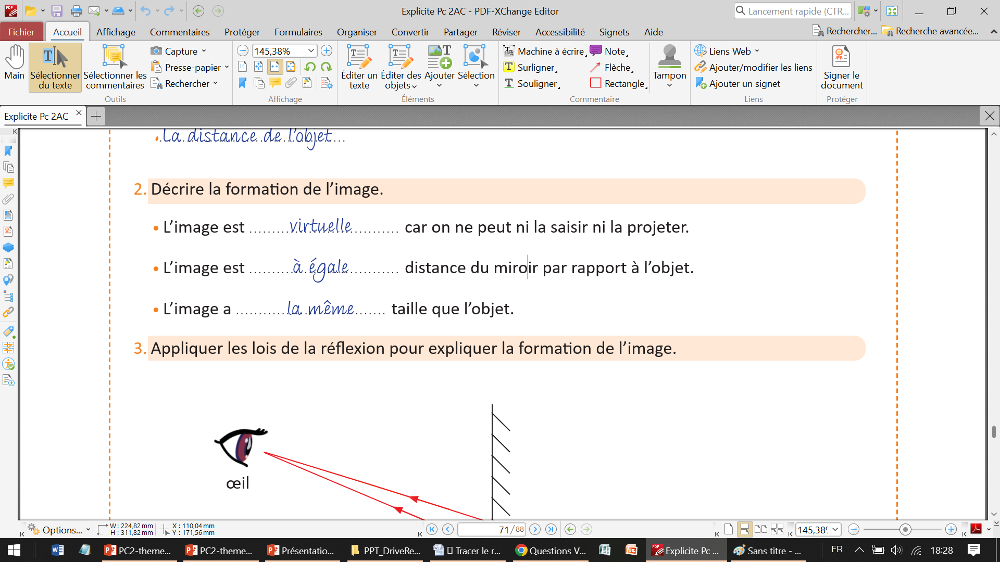 Explicite Pc 2AC - PDF-XChange Editor
Lancement rapide (CTR...
Fichier Accueil Affichage Commentaires Protéger Formulaires Organiser Convertir Partager Réviser Accessibilité Signets Aide
Rechercher... Recherche avancée...
Main
Sélectionner du texte
Sélectionner les commentaires
Capture
Presse-papier
Rechercher
Outils
145,38%
Affichage
Éditer un texte
Éditer des objets
Ajouter
Sélection
Éléments
Machine à écrire
Surligner
Souligner
Note
Flèche
Rectangle
Commentaire
Tampon
Liens Web
Ajouter/modifier les liens
Ajouter un signet
Liens
Signer le document
Protéger
Explicite Pc 2AC
La distance de l'objet
2. Décrire la formation de l'image.
• L'image est virtuelle car on ne peut ni la saisir ni la projeter.
• L'image est à égale distance du miroir par rapport à l'objet.
• L'image a la même taille que l'objet.
3. Appliquer les lois de la réflexion pour expliquer la formation de l'image.
œil
Options...
W : 224,82 mm
H : 311,82 mm
X : 110,04 mm
Y : 171,56 mm
71 / 88
145,38%
PC2-theme...
PC2-theme...
Présentatio...
PPT_DriveRe...
Tracer le r...
Questions V...
Explicite Pc ...
Sans titre - ...
FR
18:28